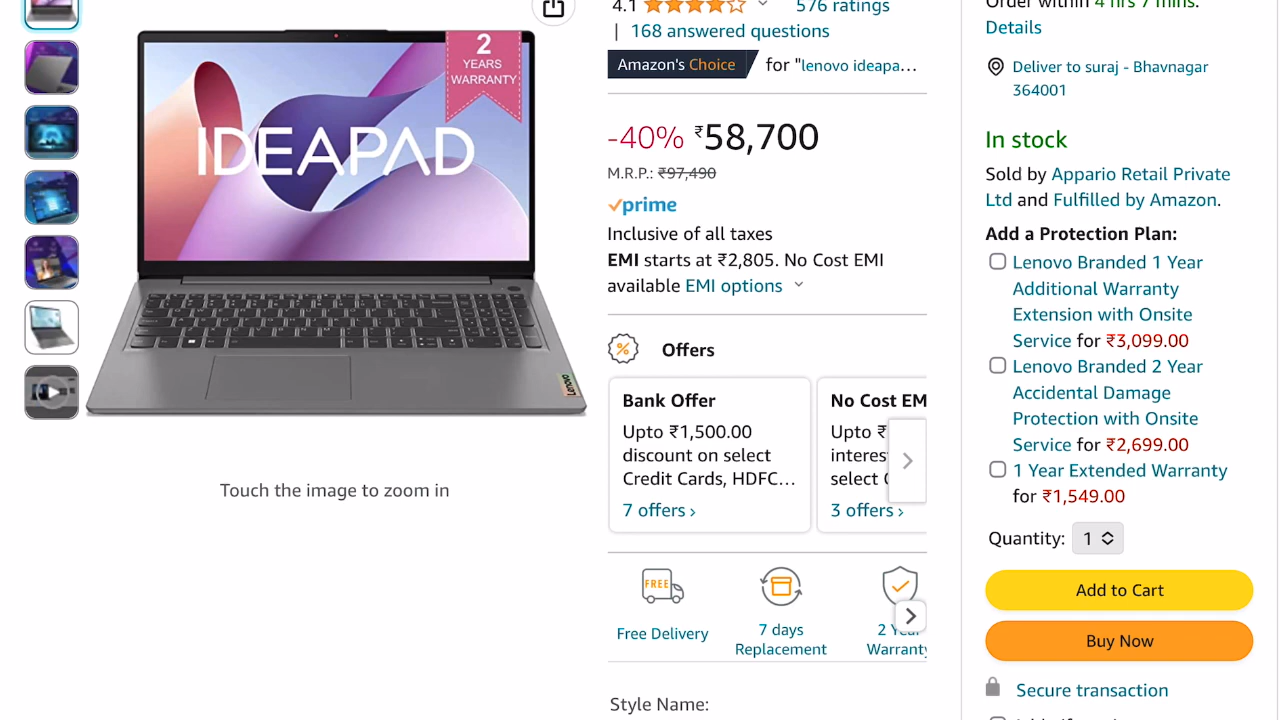 2
YEARS
WARRANTY
IDEAPAD
Lenovo
Touch the image to zoom in
4.1
576 ratings
| 168 answered questions
Amazon's Choice for "lenovo ideapa…
-40% ₹58,700
M.R.P.: ₹97,490
prime
Inclusive of all taxes
EMI starts at ₹2,805. No Cost EMI
available EMI options
Offers
Bank Offer
Upto ₹1,500.00
discount on select
Credit Cards, HDFC…
7 offers ›
No Cost EM
Upto ₹
interes
select
3 offers ›
FREE
Free Delivery
7 days
Replacement
2 Year
Warranty
Style Name:
Order within 4 hrs 7 mins.
Details
Deliver to suraj - Bhavnagar
364001
In stock
Sold by Appario Retail Private
Ltd and Fulfilled by Amazon.
Add a Protection Plan:
Lenovo Branded 1 Year
Additional Warranty
Extension with Onsite
Service for ₹3,099.00
Lenovo Branded 2 Year
Accidental Damage
Protection with Onsite
Service for ₹2,699.00
1 Year Extended Warranty
for ₹1,549.00
Quantity: 1
Add to Cart
Buy Now
Secure transaction